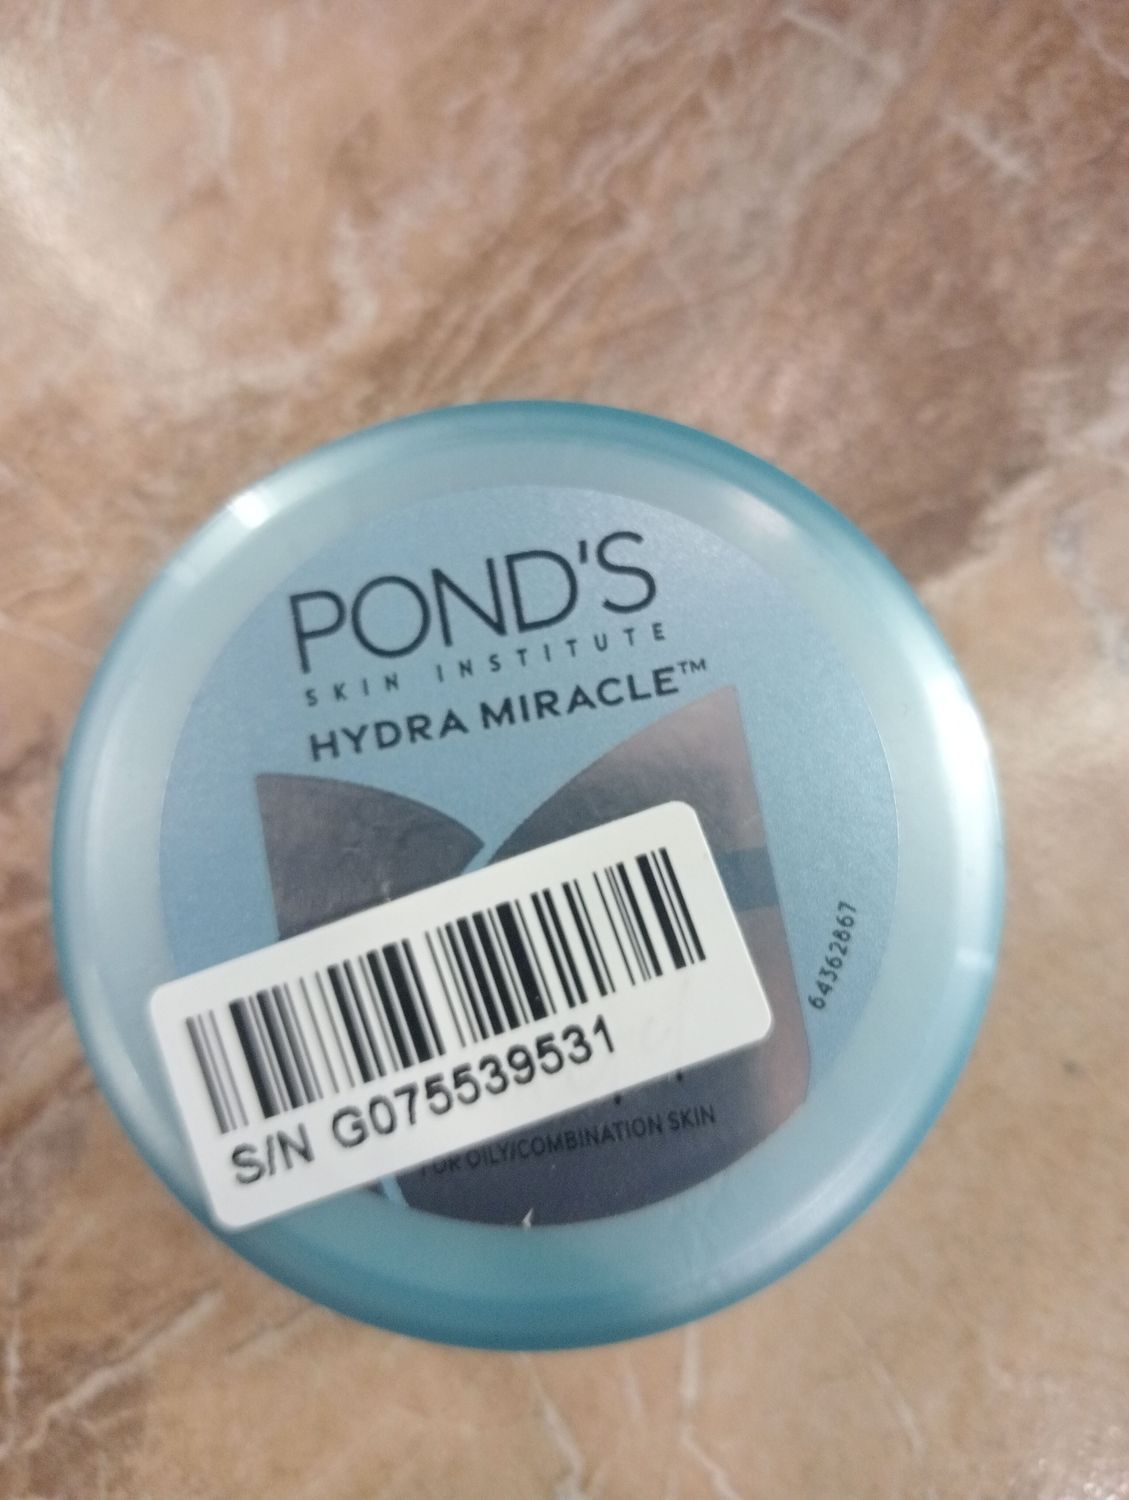 POND'S
SKIN INSTITUTE
HYDRA MIRACLE™
64362867
S/N G075539531
FOR OILY/COMBINATION SKIN